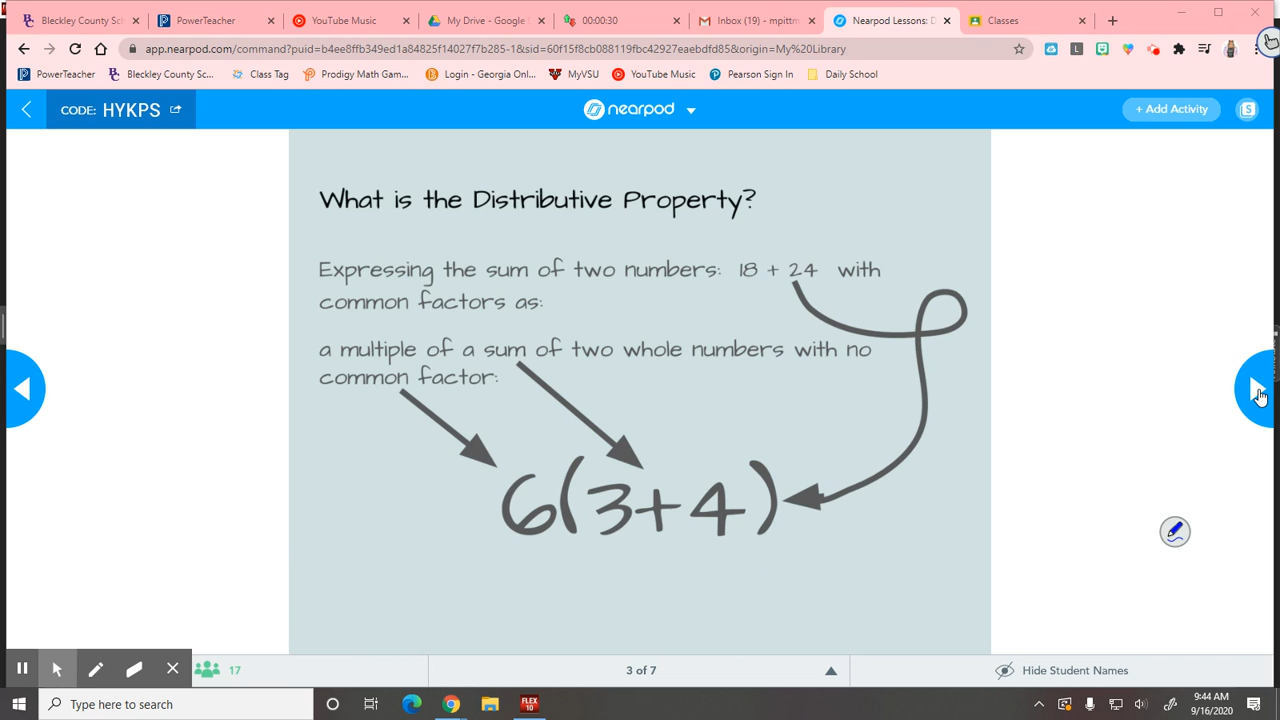 Bleckley County Sch
PowerTeacher
YouTube Music
My Drive - Google
00:00:30
Inbox (19) - mpittm
Nearpod Lessons: D
Classes
app.nearpod.com/command?puid=b4ee8ffb349ed1a84825f14027f7b285-1&sid=60f15f8cb088119fbc42927eaebdfd85&origin=My%20Library
PowerTeacher
Bleckley County Sc...
Class Tag
Prodigy Math Gam...
Login - Georgia Onl...
MyVSU
YouTube Music
Pearson Sign In
Daily School
CODE: HYKPS
nearpod
+ Add Activity
S
What is the Distributive Property?
Expressing the sum of two numbers: 18 + 24 with
common factors as:
a multiple of a sum of two whole numbers with no
common factor:
6(3+4)
17
3 of 7
Hide Student Names
Type here to search
FLEX 10
9:44 AM
9/16/2020